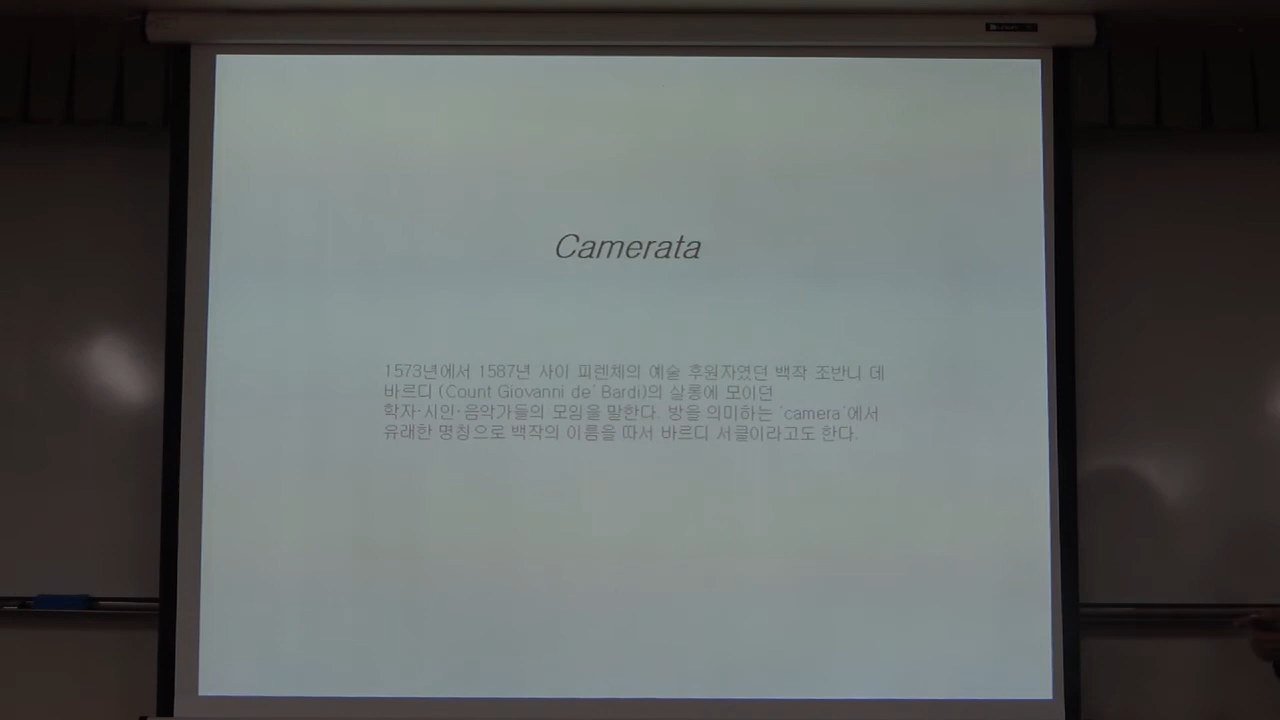 Camerata
1573년에서 1587년 사이 피렌체의 예술 후원자였던 백작 조반니 데
바르디 (Count Giovanni de' Bardi)의 살롱에 모이던
학자·시인·음악가들의 모임을 말한다. 방을 의미하는 'camera'에서
유래한 명칭으로 백작의 이름을 따서 바르디 서클이라고도 한다.